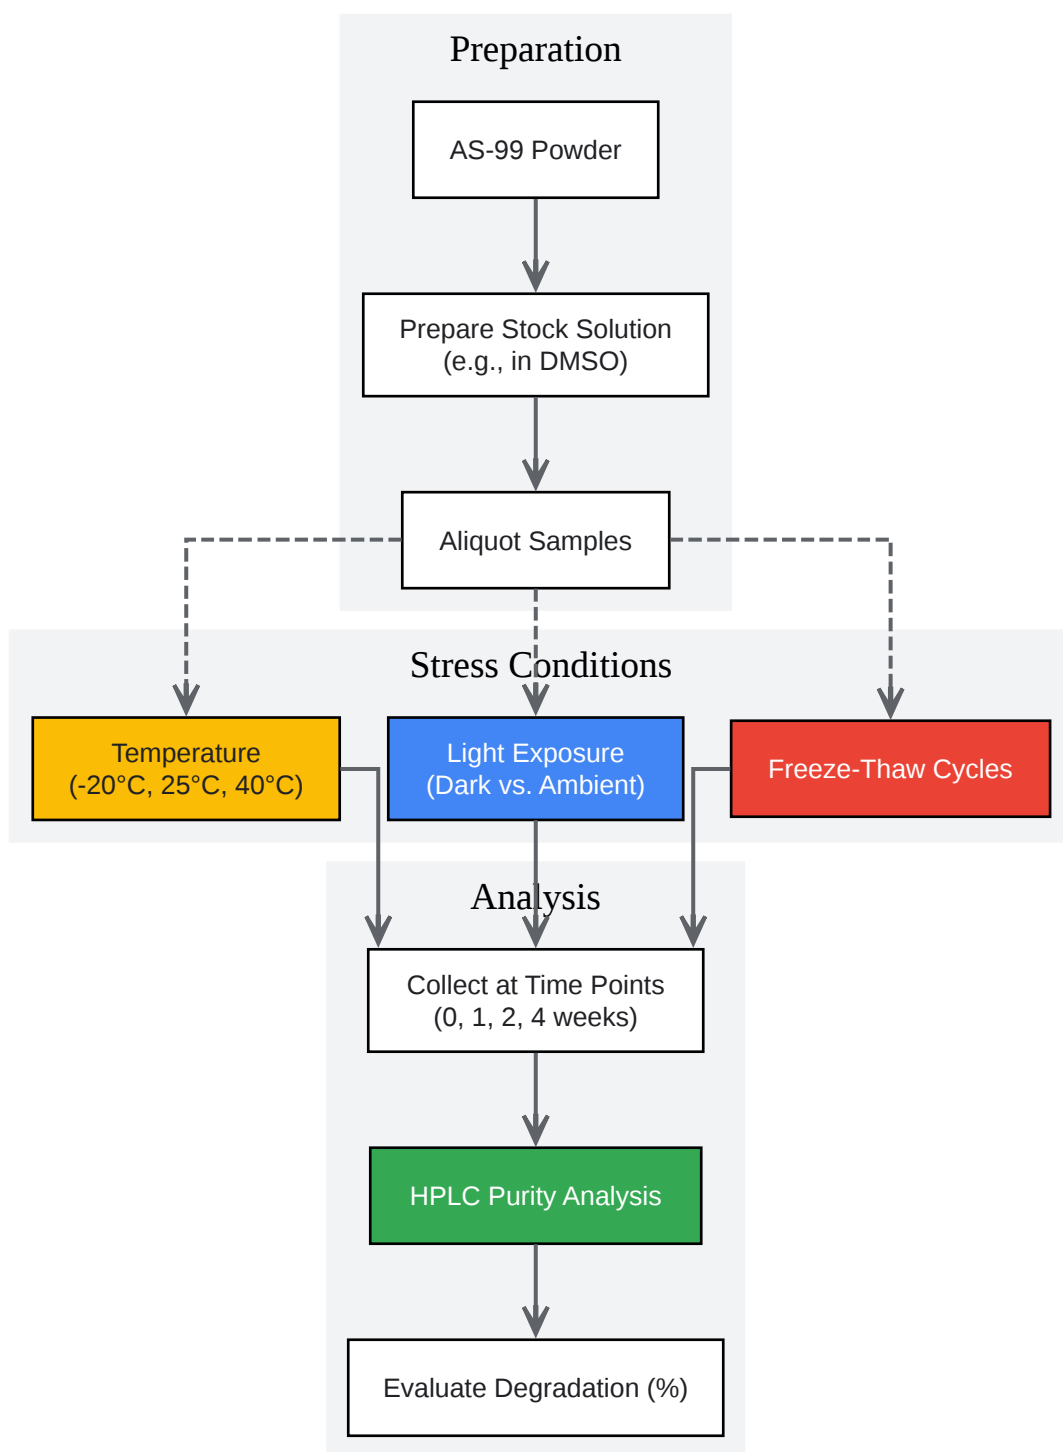 Preparation
AS-99 Powder
Prepare Stock Solution
(e.g., in DMSO)
Aliquot Samples
Stress Conditions
Temperature
(-20°C, 25°C, 40°C)
Light Exposure
(Dark vs. Ambient)
Freeze-Thaw Cycles
Analysis
Collect at Time Points
(0, 1, 2, 4 weeks)
HPLC Purity Analysis
Evaluate Degradation (%)